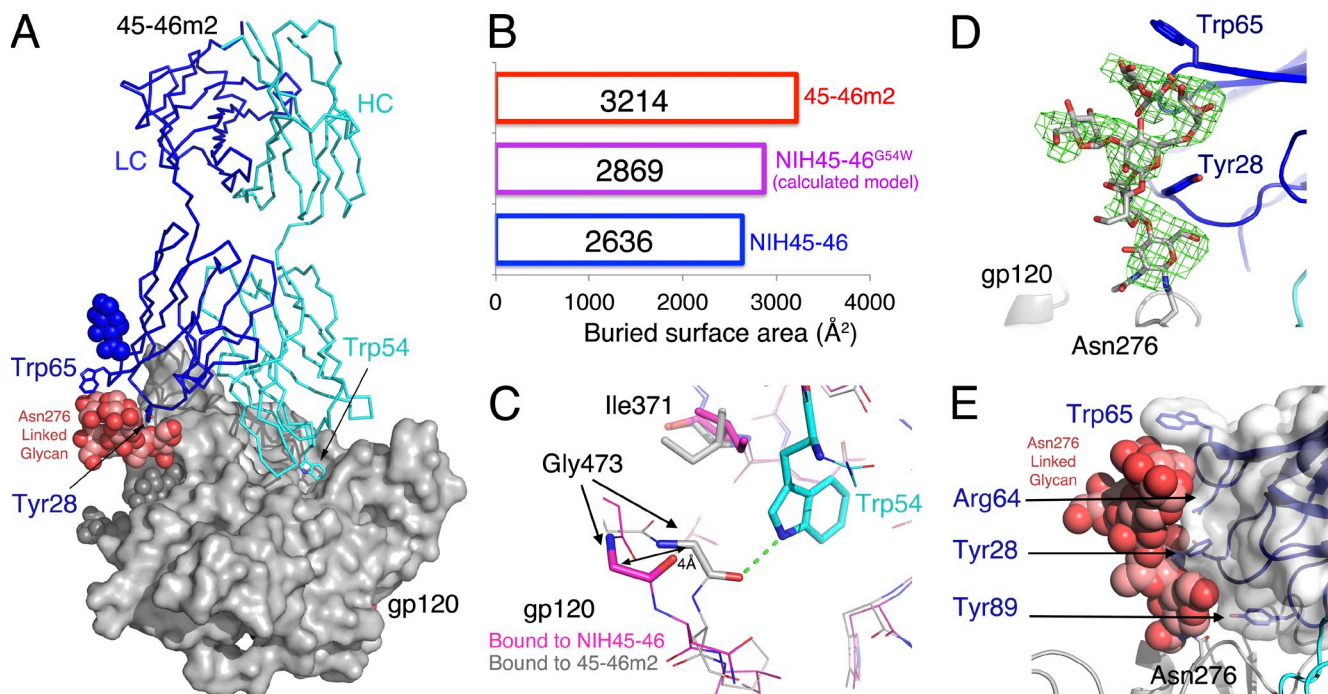 A
45-46m2
HC
LC
Trp65
Asn276
Linked
Glycan
Trp54
Tyr28
gp120
B
3214
45-46m2
2869
NIH45-46G54W
(calculated model)
2636
NIH45-46
0 1000 2000 3000 4000
Buried surface area (Å2)
C
Ile371
Gly473
Trp54
4Å
gp120
Bound to NIH45-46
Bound to 45-46m2
D
Trp65
Tyr28
gp120
Asn276
E
Trp65
Asn276
Linked
Glycan
Arg64
Tyr28
Tyr89
Asn276